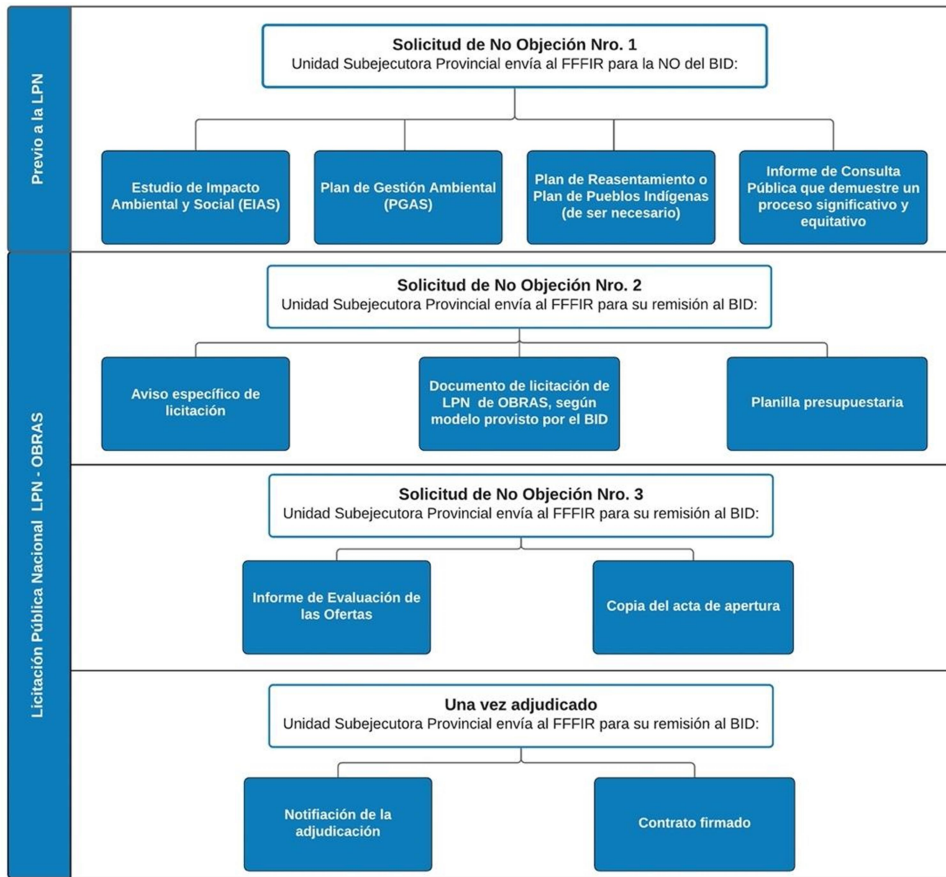 Previo a la LPN
Solicitud de No Objeción Nro. 1
Unidad Subejecutora Provincial envía al FFFIR para la NO del BID:
Estudio de Impacto
Ambiental y Social (EIAS)
Plan de Gestión Ambiental
(PGAS)
Plan de Reasentamiento o
Plan de Pueblos Indígenas
(de ser necesario)
Informe de Consulta
Pública que demuestre un
proceso significativo y
equitativo
Licitación Pública Nacional LPN - OBRAS
Solicitud de No Objeción Nro. 2
Unidad Subejecutora Provincial envía al FFFIR para su remisión al BID:
Aviso específico de
licitación
Documento de licitación de
LPN de OBRAS, según
modelo provisto por el BID
Planilla presupuestaria
Solicitud de No Objeción Nro. 3
Unidad Subejecutora Provincial envía al FFFIR para su remisión al BID:
Informe de Evaluación de
las Ofertas
Copia del acta de apertura
Una vez adjudicado
Unidad Subejecutora Provincial envía al FFFIR para su remisión al BID:
Notifiación de la
adjudicación
Contrato firmado